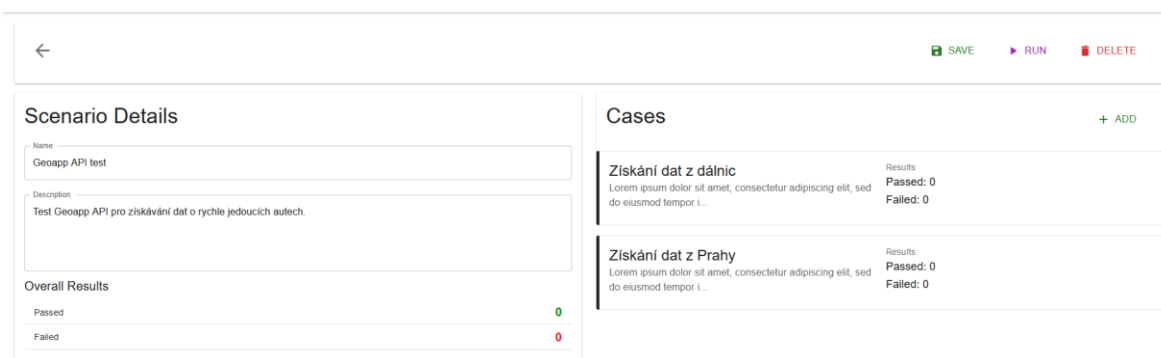 SAVE RUN DELETE
Scenario Details
Name
Geoapp API test
Description
Test Geoapp API pro získávání dat o rychle jedoucích autech.
Overall Results
Passed 0
Failed 0
Cases
+ ADD
Získání dat z dálnic
Lorem ipsum dolor sit amet, consectetur adipiscing elit, sed
do eiusmod tempor i...
Results:
Passed: 0
Failed: 0
Získání dat z Prahy
Lorem ipsum dolor sit amet, consectetur adipiscing elit, sed
do eiusmod tempor i...
Results:
Passed: 0
Failed: 0